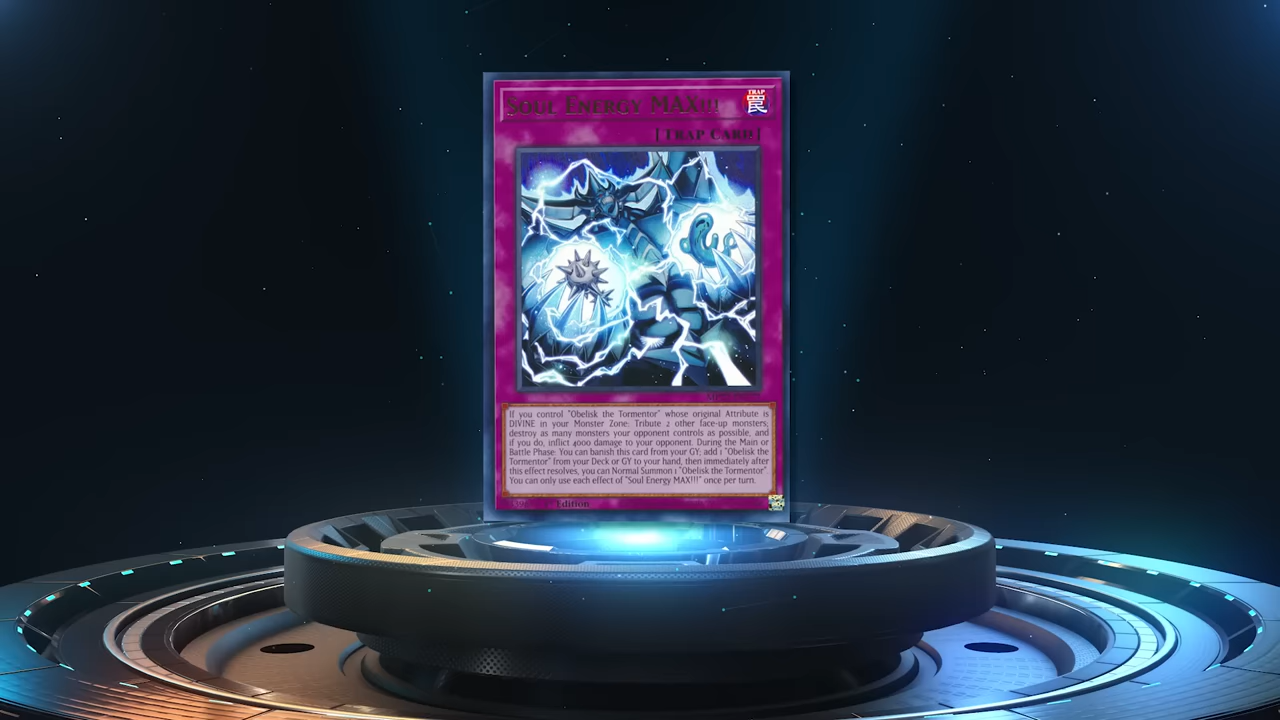 Soul Energy MAX!!!
TRAP
罠
[Trap Card]
If you control "Obelisk the Tormentor" whose original Attribute is
DIVINE in your Monster Zone: Tribute 2 other face-up monsters;
destroy as many monsters your opponent controls as possible, and
if you do, inflict 4000 damage to your opponent. During the Main or
Battle Phase: You can banish this card from your GY; add 1 "Obelisk the
Tormentor" from your Deck or GY to your hand, then immediately after
this effect resolves, you can Normal Summon 1 "Obelisk the Tormentor"
You can only use each effect of "Soul Energy MAX!!!" once per turn.
Edition